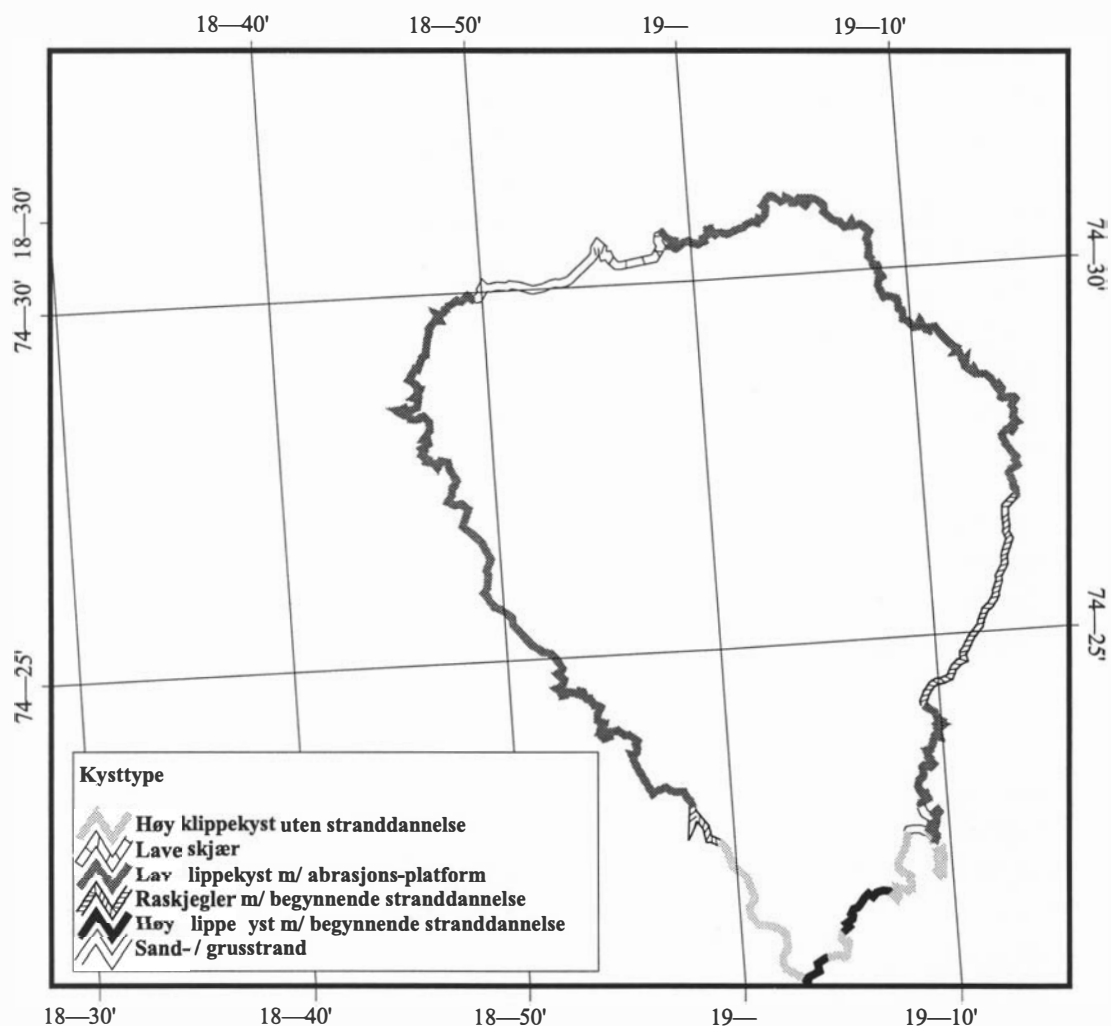 18—40' 18—50' 19— 19—10'
18—30'
74—30'
74—30'
74—25'
74—25'
Kysttype
Høy klippekyst uten stranddannelse
Lave skjær
Lav lippekyst m/ abrasjons-platform
Raskjegler m/ begynnende stranddannelse
Høy lippe yst m/ begynnende stranddannelse
Sand- / grusstrand
18—30' 18—40' 18—50' 19— 19—10'